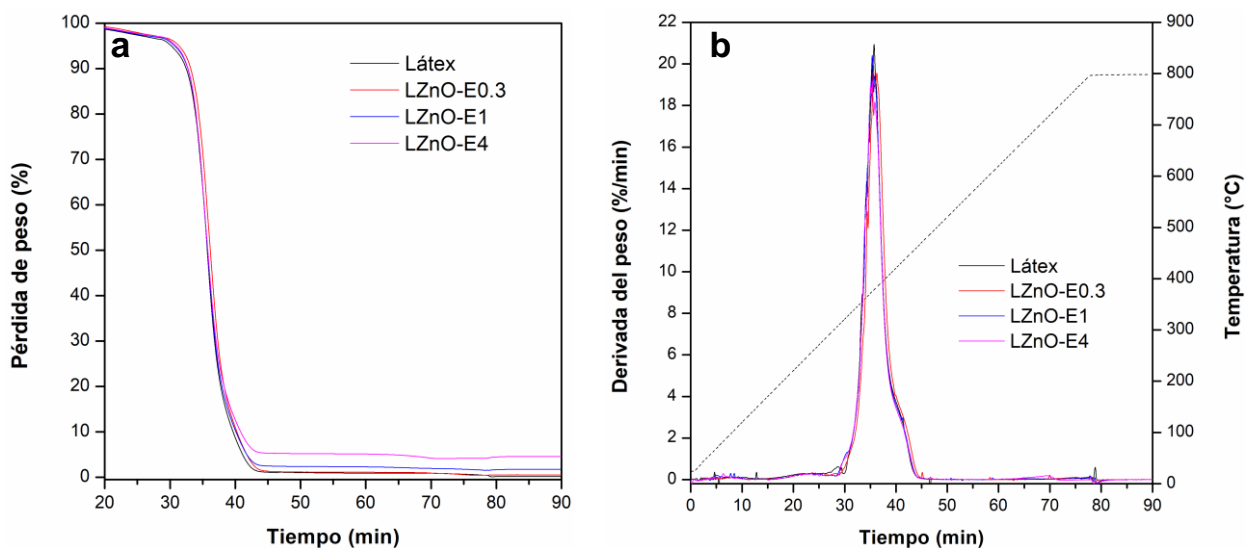 a
Pérdida de peso (%)
100
90
80
70
60
50
40
30
20
10
0
20 30 40 50 60 70 80 90
Tiempo (min)
Látex
LZnO-E0.3
LZnO-E1
LZnO-E4
b
Derivada del peso (%/min)
22
20
18
16
14
12
10
8
6
4
2
0
0 10 20 30 40 50 60 70 80 90
Tiempo (min)
Látex
LZnO-E0.3
LZnO-E1
LZnO-E4
900
800
700
600
500
400
300
200
100
0
Temperatura (°C)